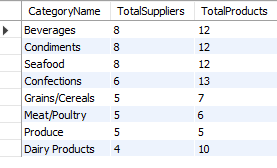 CategoryName TotalSuppliers TotalProducts
Beverages 8 12
Condiments 8 12
Seafood 8 12
Confections 6 13
Grains/Cereals 5 7
Meat/Poultry 5 6
Produce 5 5
Dairy Products 4 10